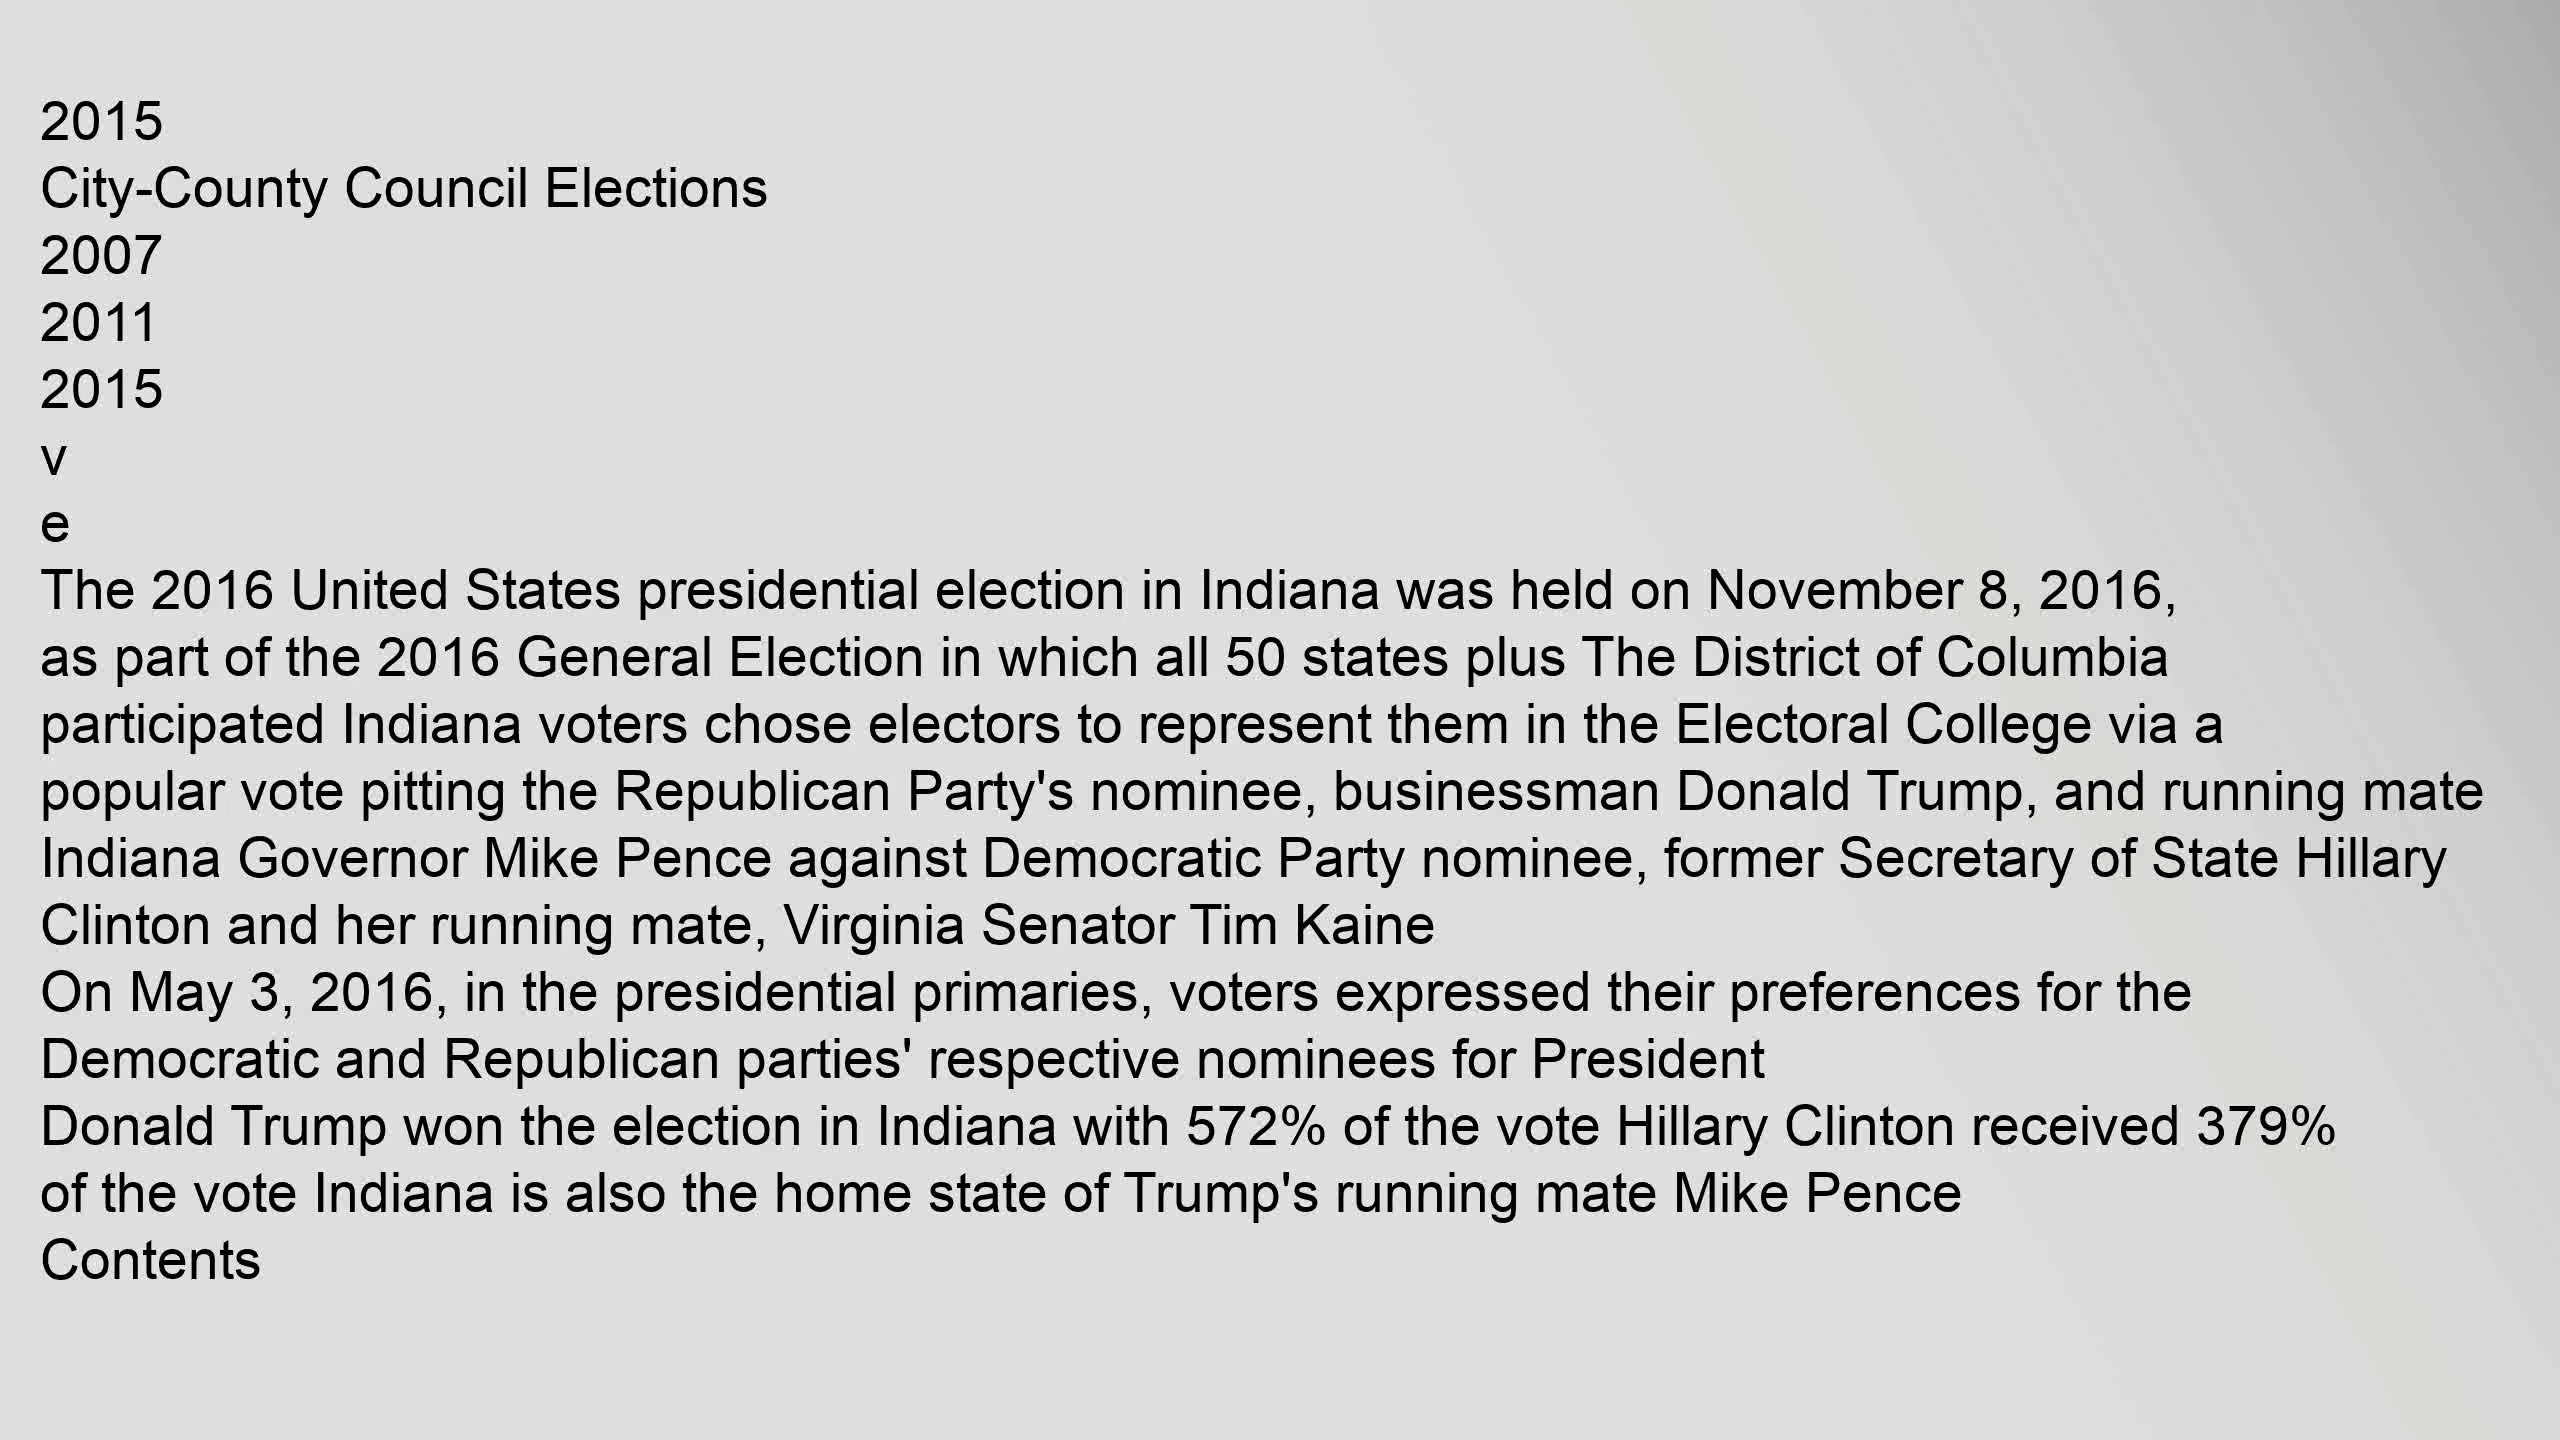 2015
City-County Council Elections
2007
2011
2015
v
e
The 2016 United States presidential election in Indiana was held on November 8, 2016,
as part of the 2016 General Election in which all 50 states plus The District of Columbia
participated Indiana voters chose electors to represent them in the Electoral College via a
popular vote pitting the Republican Party's nominee, businessman Donald Trump, and running mate
Indiana Governor Mike Pence against Democratic Party nominee, former Secretary of State Hillary
Clinton and her running mate, Virginia Senator Tim Kaine
On May 3, 2016, in the presidential primaries, voters expressed their preferences for the
Democratic and Republican parties' respective nominees for President
Donald Trump won the election in Indiana with 572% of the vote Hillary Clinton received 379%
of the vote Indiana is also the home state of Trump's running mate Mike Pence
Contents